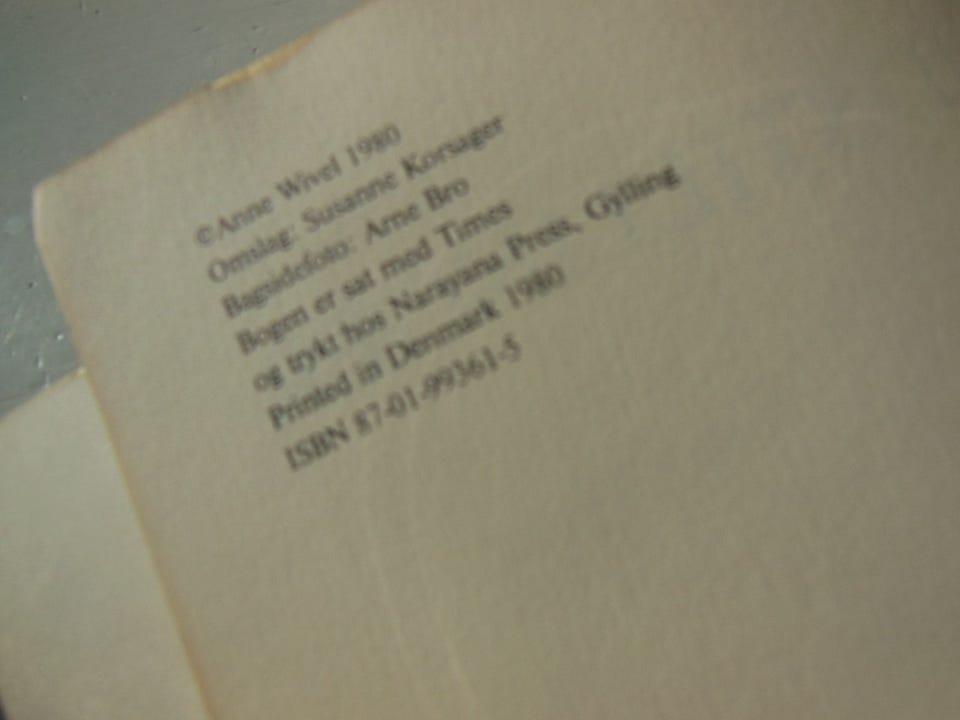 ©Anne Wivel 1980
Omslag: Susanne Korsager
Bagsidefoto: Arne Bro
Bogen er sat med Times
og trykt hos Narayana Press, Gylling
Printed in Denmark 1980
ISBN 87-01-99361-5